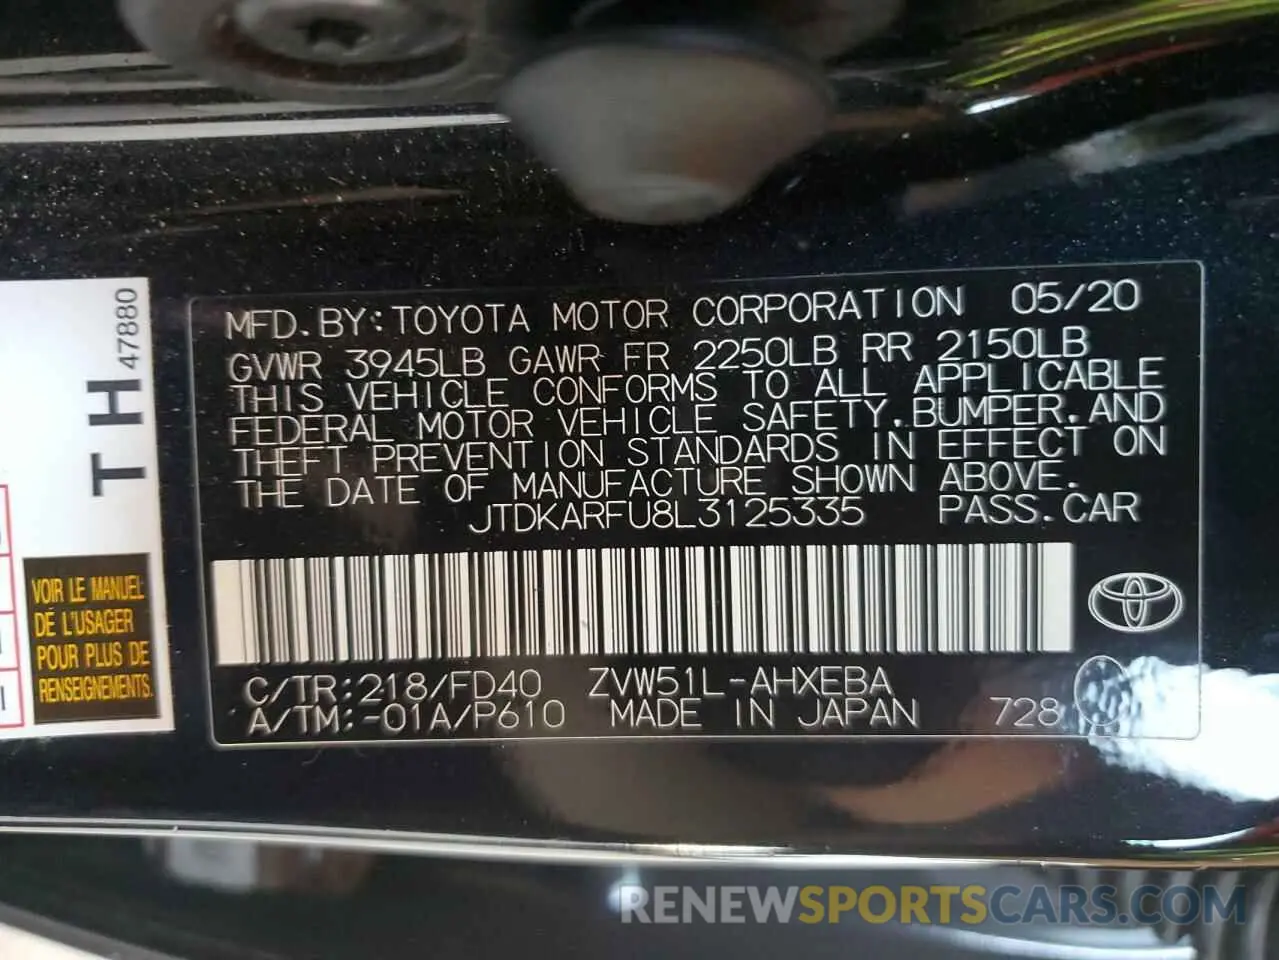 MFD.BY:TOYOTA MOTOR CORPORATION 05/20
GVWR 3945LB GAWR FR 2250LB RR 2150LB
THIS VEHICLE CONFORMS TO ALL APPLICABLE
FEDERAL MOTOR VEHICLE SAFETY,BUMPER,AND
THEFT PREVENTION STANDARDS IN EFFECT ON
THE DATE OF MANUFACTURE SHOWN ABOVE.
JTDKARFU8L3125335 PASS.CAR
C/TR:218/FD40 ZVW51L-AHXEBA
A/TM:-01A/P610 MADE IN JAPAN 728
TH 47880
VOIR LE MANUEL
DE L'USAGER
POUR PLUS DE
RENSEIGNEMENTS.
RENEWSPORTSCARS.COM